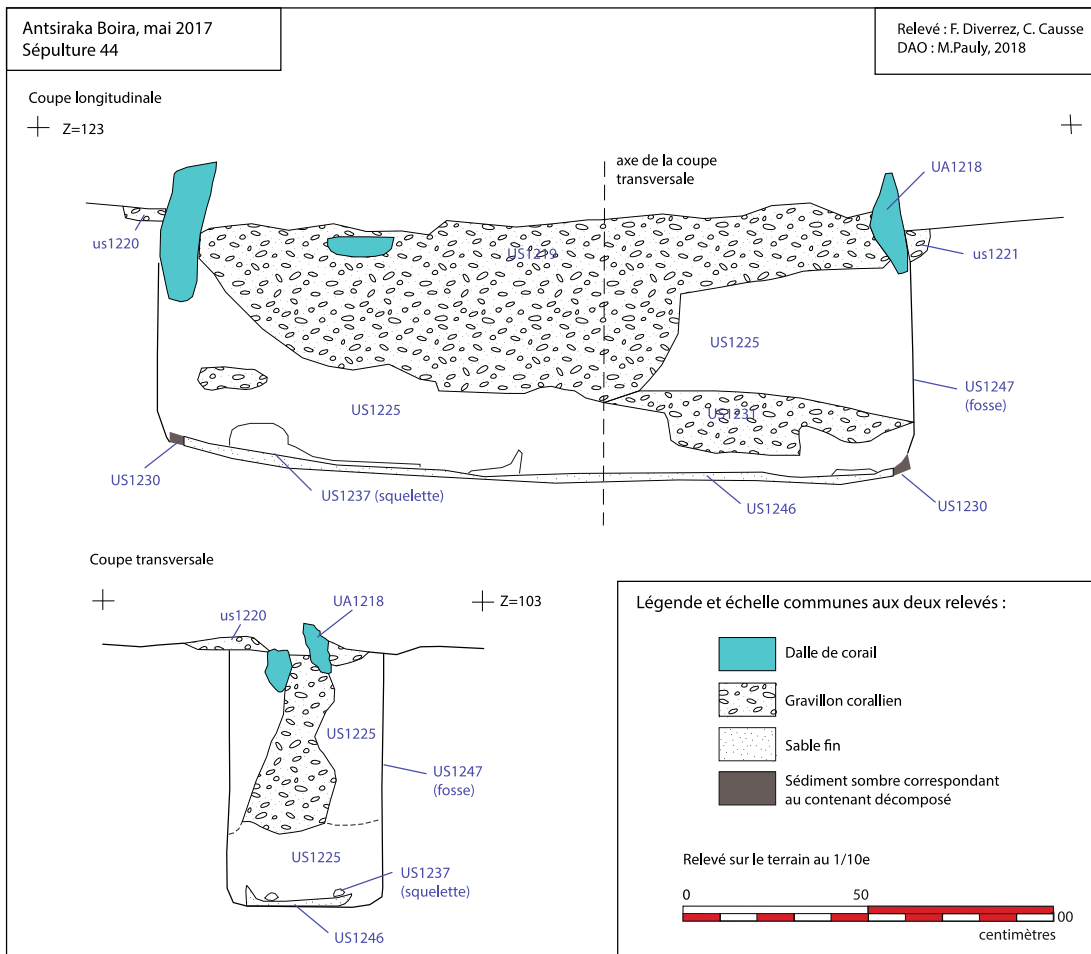 Antsiraka Boira, mai 2017
Sépulture 44
Relevé : F. Diverrez, C. Causse
DAO : M.Pauly, 2018
Coupe longitudinale
Z=123
axe de la coupe
transversale
UA1218
us1220
US1219
us1221
US1225
US1247
(fosse)
US1225
US1231
US1230
US1237 (squelette)
US1246
US1230
Coupe transversale
Z=103
us1220
UA1218
US1225
US1247
(fosse)
US1225
US1237
(squelette)
US1246
Légende et échelle communes aux deux relevés :
Dalle de corail
Gravillon corallien
Sable fin
Sédiment sombre correspondant
au contenant décomposé
Relevé sur le terrain au 1/10e
0 50 00
centimètres